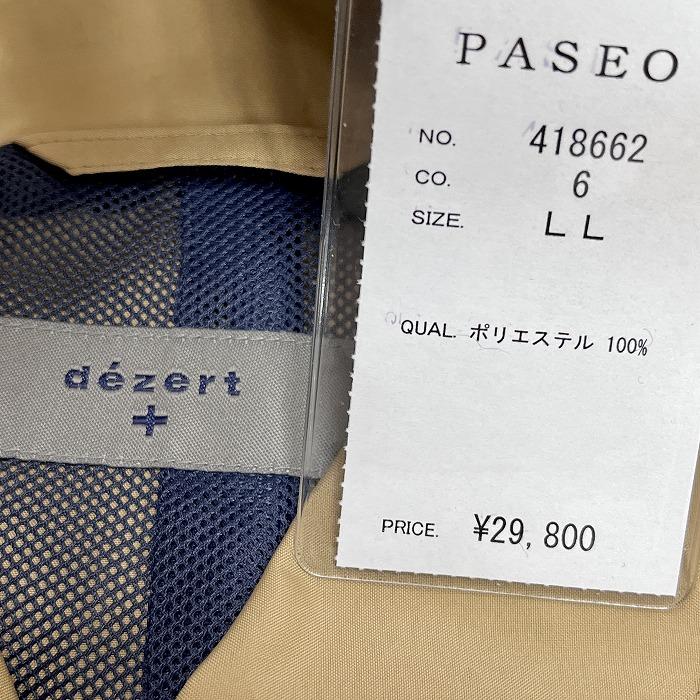 PASEO
NO. 418662
CO. 6
SIZE. LL
QUAL. ポリエステル 100%
PRICE. ¥29,800
dézert
+